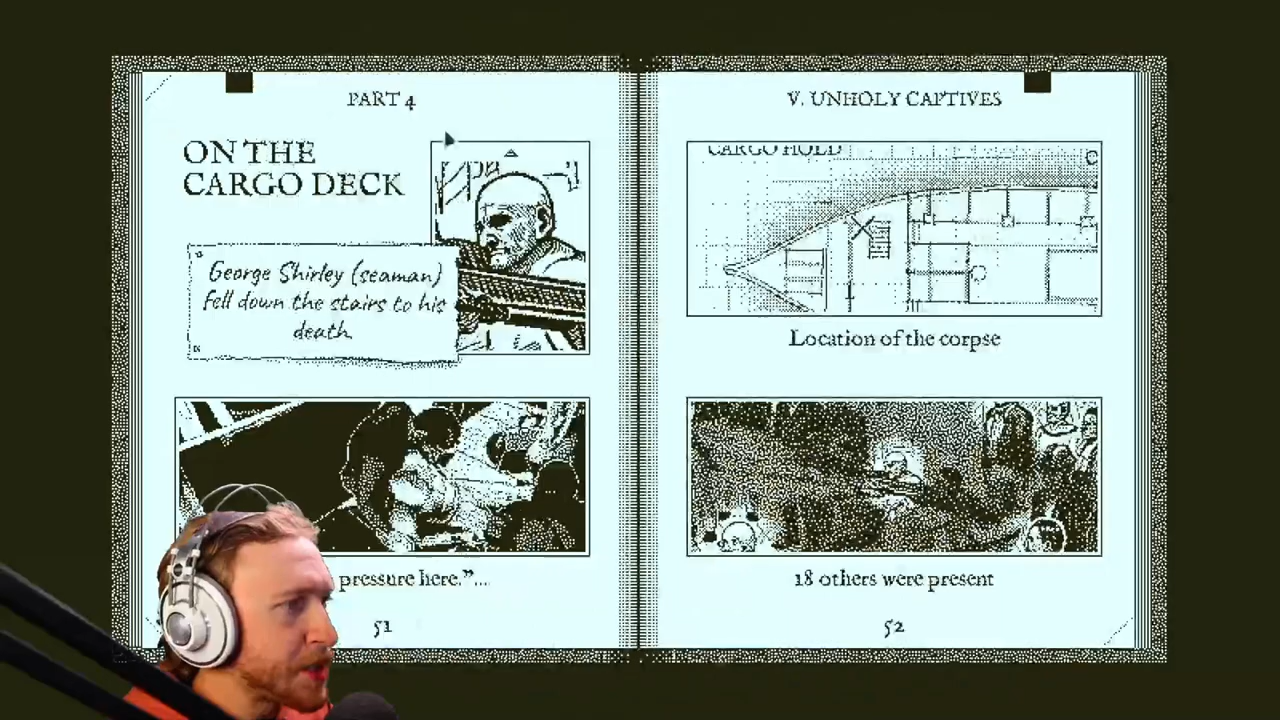 PART 4
ON THE
CARGO DECK
George Shirley (seaman)
fell down the stairs to his
death.
pressure here."...
51
V. UNHOLY CAPTIVES
CARGO HOLD
Location of the corpse
18 others were present
52